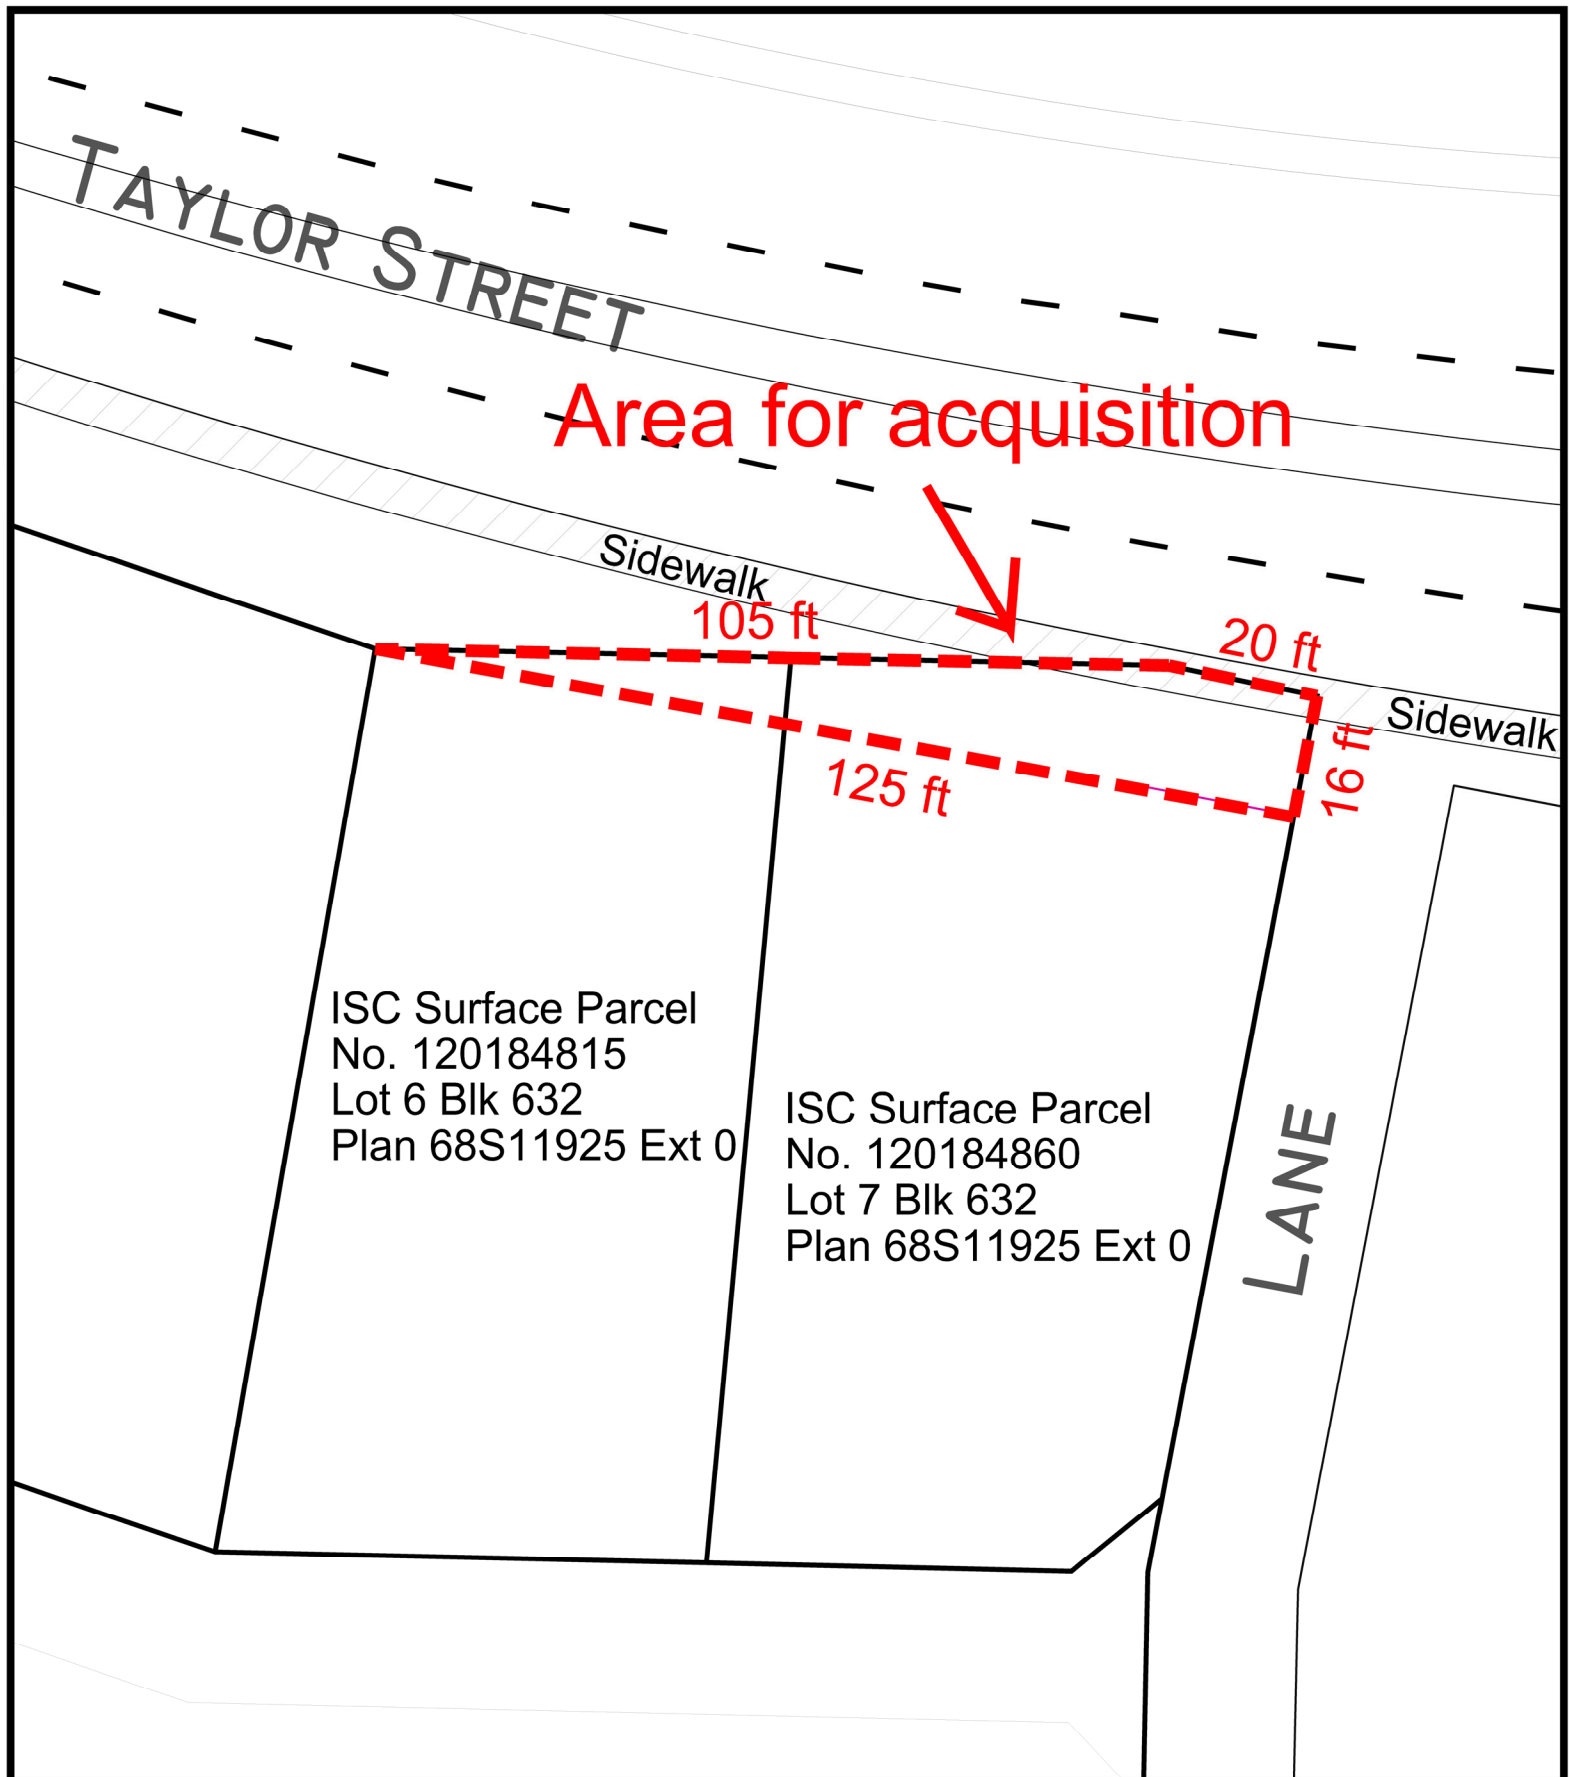 TAYLOR STREET
Area for acquisition
Sidewalk
105 ft
20 ft
Sidewalk
16 ft
125 ft
ISC Surface Parcel
No. 120184815
Lot 6 Blk 632
Plan 68S11925 Ext 0
ISC Surface Parcel
No. 120184860
Lot 7 Blk 632
Plan 68S11925 Ext 0
LANE